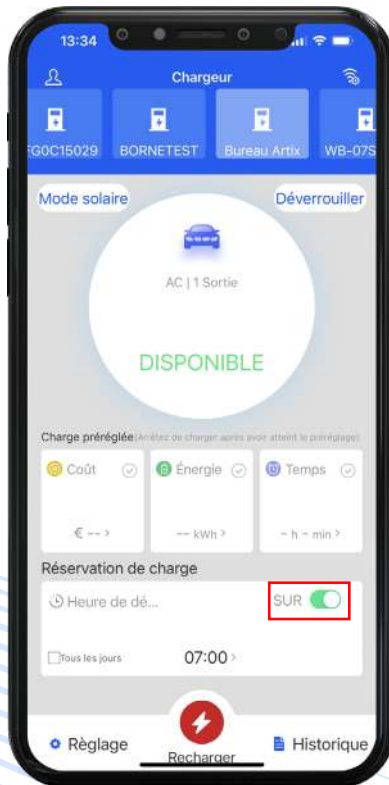 13:34
Chargeur
FG0C15029 BORNETEST Bureau Artix WB-07S
Mode solaire Déverrouiller
AC | 1 Sortie
DISPONIBLE
Charge préréglée(Arrêtez de charger après avoir atteint le préréglage)
Coût Énergie Temps
€ -- > -- kWh > - h - min >
Réservation de charge
Heure de dé... SUR
Tous les jours 07:00 >
Règlage Recharger Historique